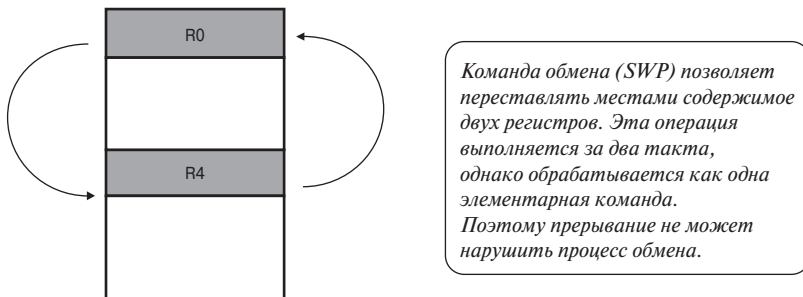 R0
R4
Команда обмена (SWP) позволяет
переставлять местами содержимое
двух регистров. Эта операция
выполняется за два такта,
однако обрабатывается как одна
элементарная команда.
Поэтому прерывание не может
нарушить процесс обмена.